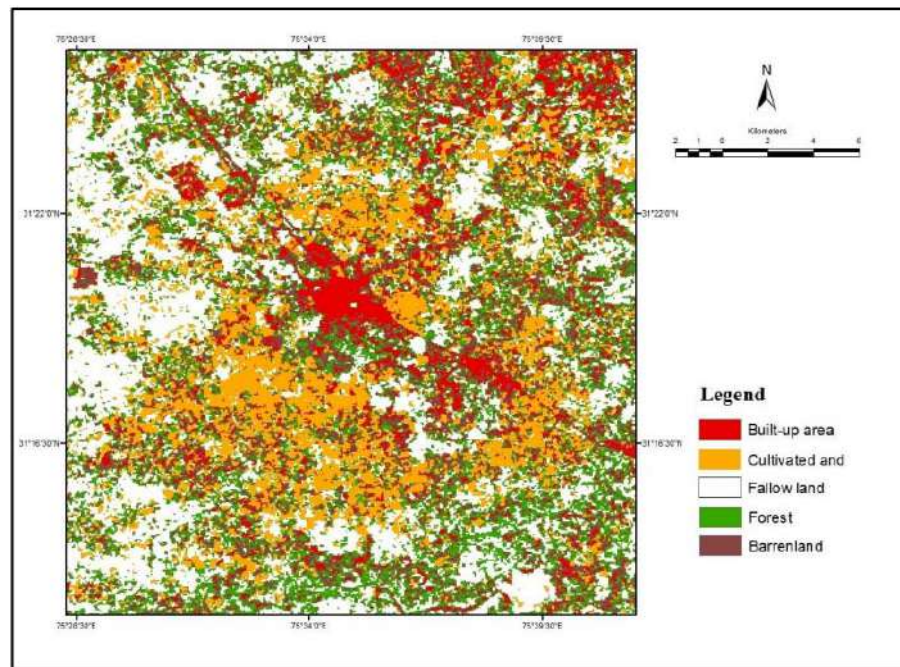 75°28'30"E 75°34'0"E 75°39'30"E
N
Kilometers
2 1 0 2 4 6
31°22'0"N 31°22'0"N
Legend
Built-up area
31°16'30"N 31°16'30"N
Cultivated and
Fallow land
Forest
Barrenland
75°28'30"E 75°34'0"E 75°39'30"E